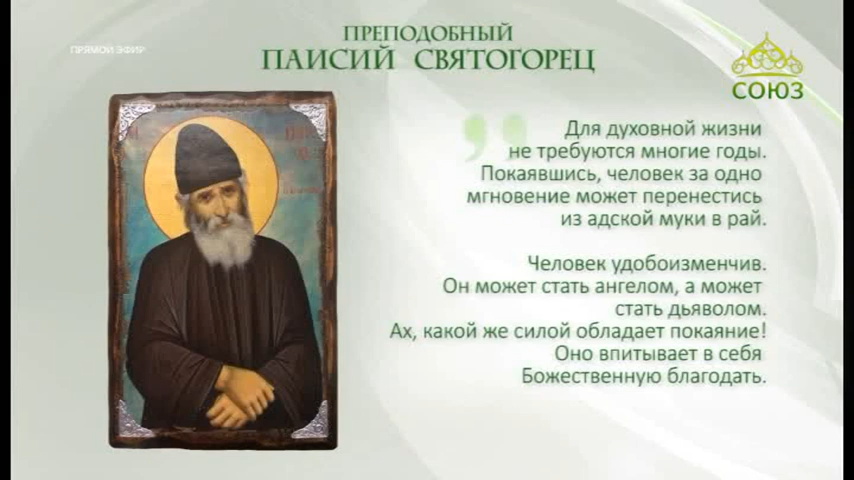 ПРЕПОДОБНЫЙ
ПРЯМОЙ ЭФИР
ПАИСИЙ СВЯТОГОРЕЦ
СОЮЗ
Для духовной жизни
не требуются многие годы.
Покаявшись, человек за одно
мгновение может перенестись
из адской муки в рай.
Человек удобоизменчив.
Он может стать ангелом, а может
стать дьяволом.
Ах, какой же силой обладает покаяние!
Оно впитывает в себя
Божественную благодать.